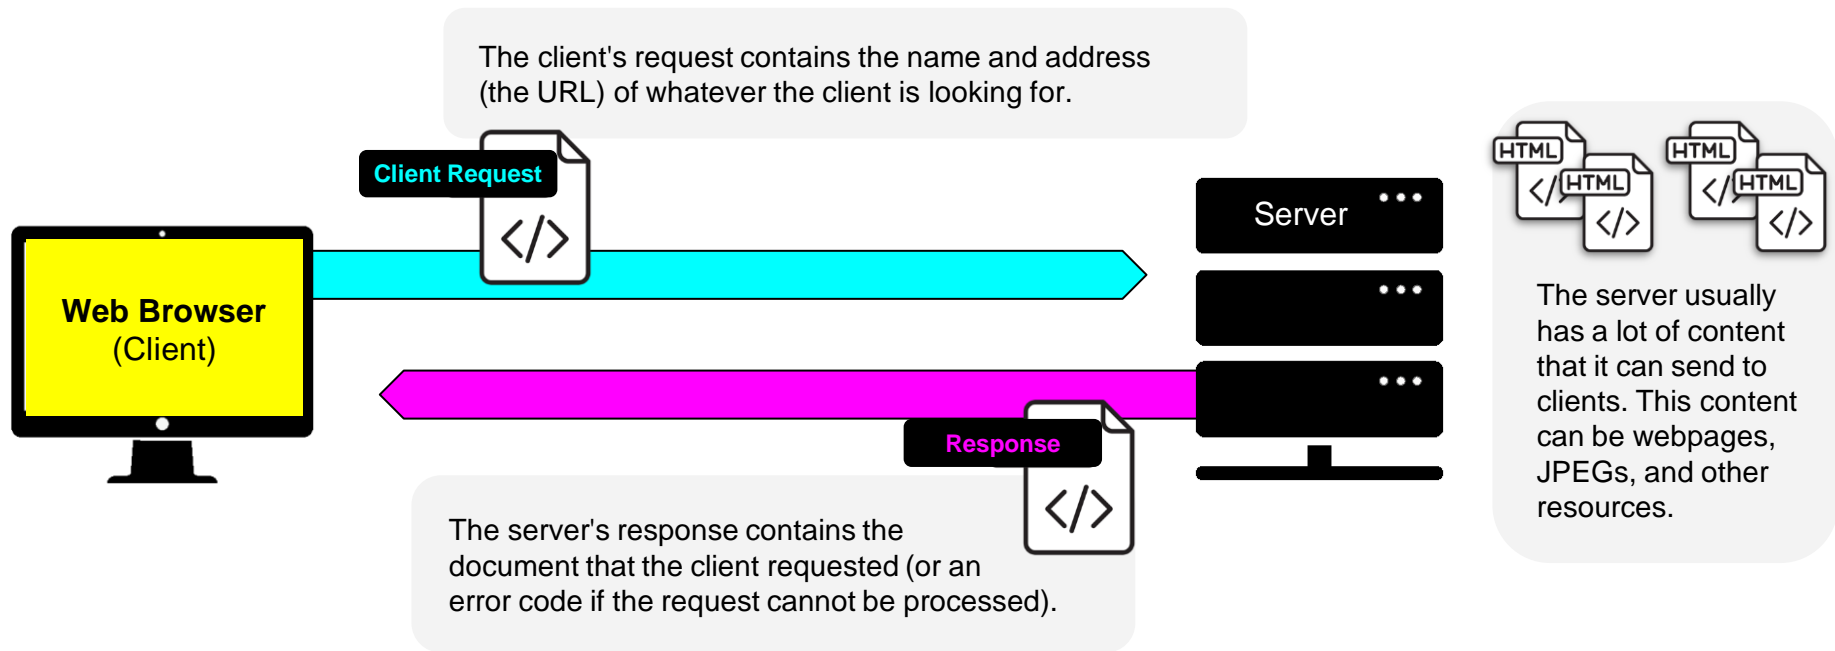 The client's request contains the name and address
(the URL) of whatever the client is looking for.
Client Request
Web Browser
(Client)
Server
HTML
HTML
HTML
HTML
The server usually
has a lot of content
that it can send to
clients. This content
can be webpages,
JPEGs, and other
resources.
Response
The server's response contains the
document that the client requested (or an
error code if the request cannot be processed).